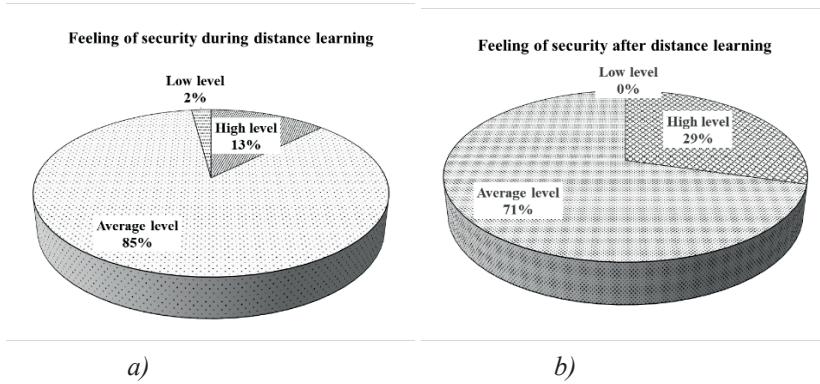 Feeling of security during distance learning
Low level
2%
High level
13%
Average level
85%
a)
Feeling of security after distance learning
Low level
0%
High level
29%
Average level
71%
b)